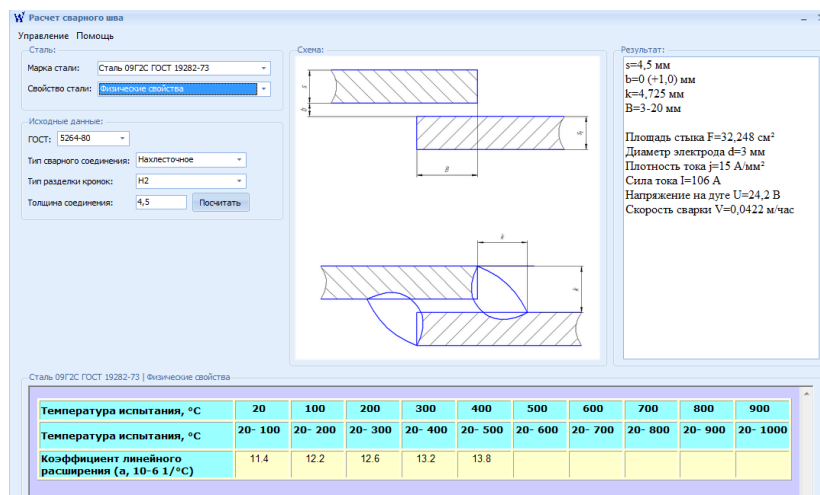 Расчет сварного шва
Управление Помощь
Сталь:
Марка стали: Сталь 09Г2С ГОСТ 19282-73
Свойство стали: Физические свойства
Исходные данные:
ГОСТ: 5264-80
Тип сварного соединения: Нахлесточное
Тип разделки кромок: Н2
Толщина соединения: 4,5 Посчитать
Схема:
s
b
s₁
B
k
k
Результат:
s=4,5 мм
b=0 (+1,0) мм
k=4,725 мм
B=3-20 мм
Площадь стыка F=32,248 см²
Диаметр электрода d=3 мм
Плотность тока j=15 А/мм²
Сила тока I=106 А
Напряжение на дуге U=24,2 В
Скорость сварки V=0,0422 м/час
Сталь 09Г2С ГОСТ 19282-73 | Физические свойства
Температура испытания, °С 20 100 200 300 400 500 600 700 800 900
Температура испытания, °С 20- 100 20- 200 20- 300 20- 400 20- 500 20- 600 20- 700 20- 800 20- 900 20- 1000
Коэффициент линейного
расширения (a, 10-6 1/°С) 11.4 12.2 12.6 13.2 13.8